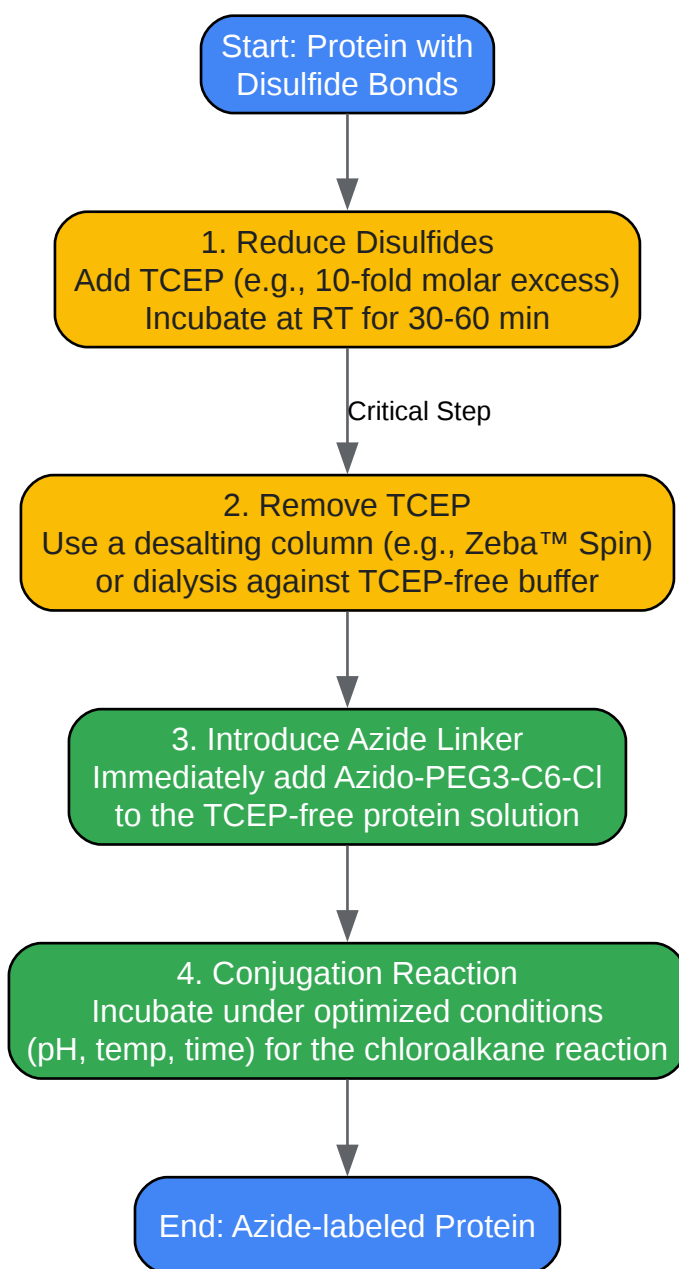 Start: Protein with
Disulfide Bonds
1. Reduce Disulfides
Add TCEP (e.g., 10-fold molar excess)
Incubate at RT for 30-60 min
Critical Step
2. Remove TCEP
Use a desalting column (e.g., Zeba™ Spin)
or dialysis against TCEP-free buffer
3. Introduce Azide Linker
Immediately add Azido-PEG3-C6-Cl
to the TCEP-free protein solution
4. Conjugation Reaction
Incubate under optimized conditions
(pH, temp, time) for the chloroalkane reaction
End: Azide-labeled Protein